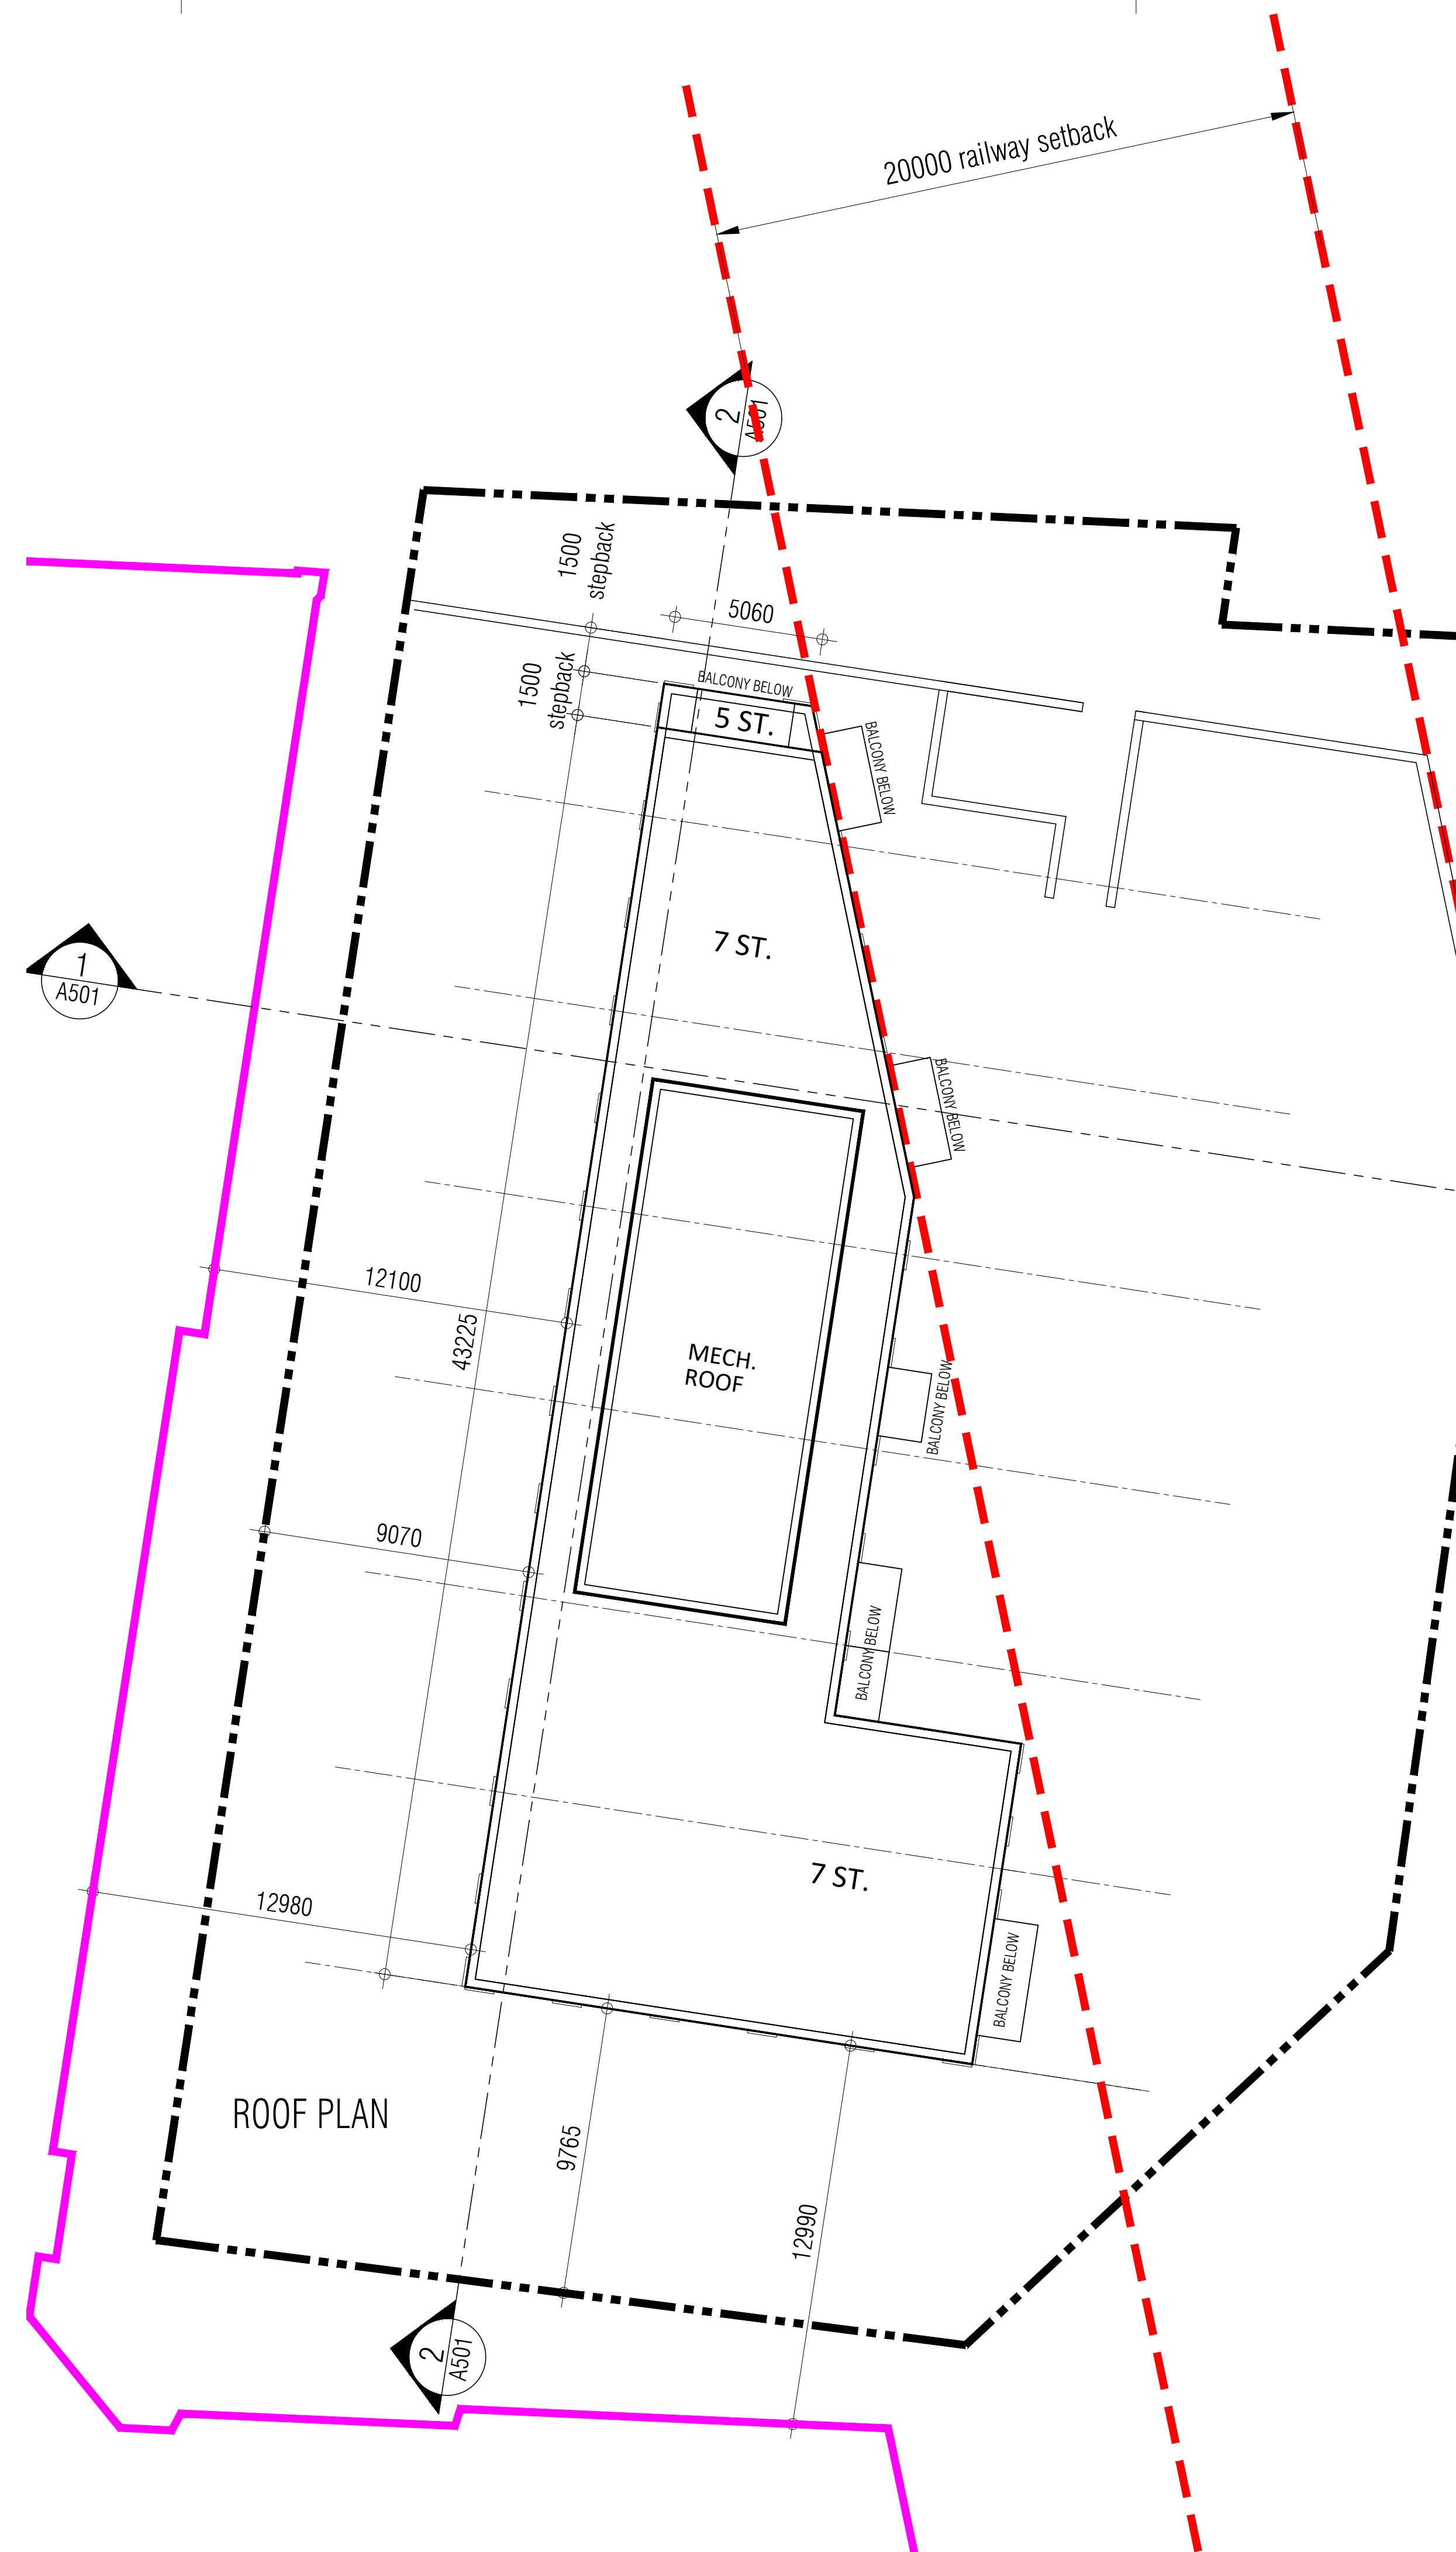 20000 railway setback
2
A501
1500
stepback
5060
1500
stepback
BALCONY BELOW
5 ST.
BALCONY BELOW
7 ST.
1
A501
BALCONY BELOW
12100
43225
MECH.
ROOF
BALCONY BELOW
9070
BALCONY BELOW
7 ST.
12980
BALCONY BELOW
ROOF PLAN
9765
12990
2
A501